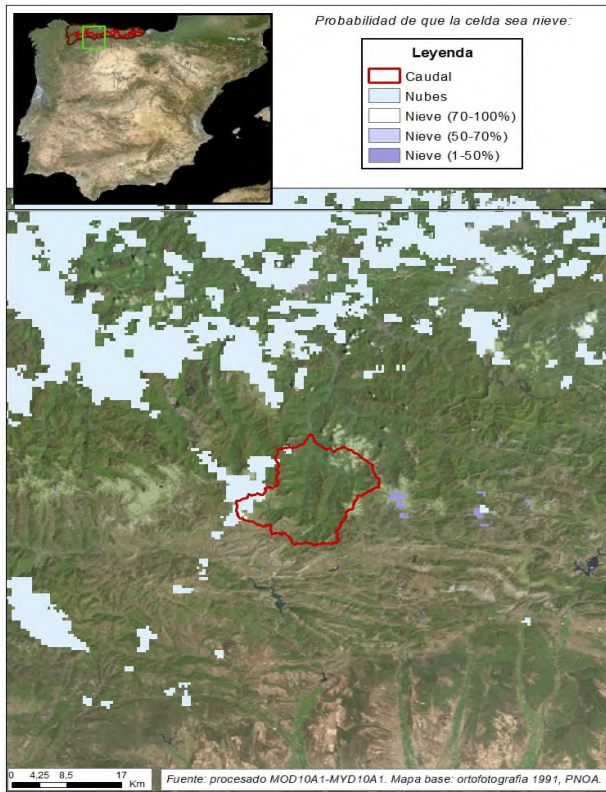 Probabilidad de que la celda sea nieve:
Leyenda
Caudal
Nubes
Nieve (70-100%)
Nieve (50-70%)
Nieve (1-50%)
0 4,25 8,5 17
Km
Fuente: procesado MOD10A1-MYD10A1. Mapa base: ortofotografia 1991, PNOA.